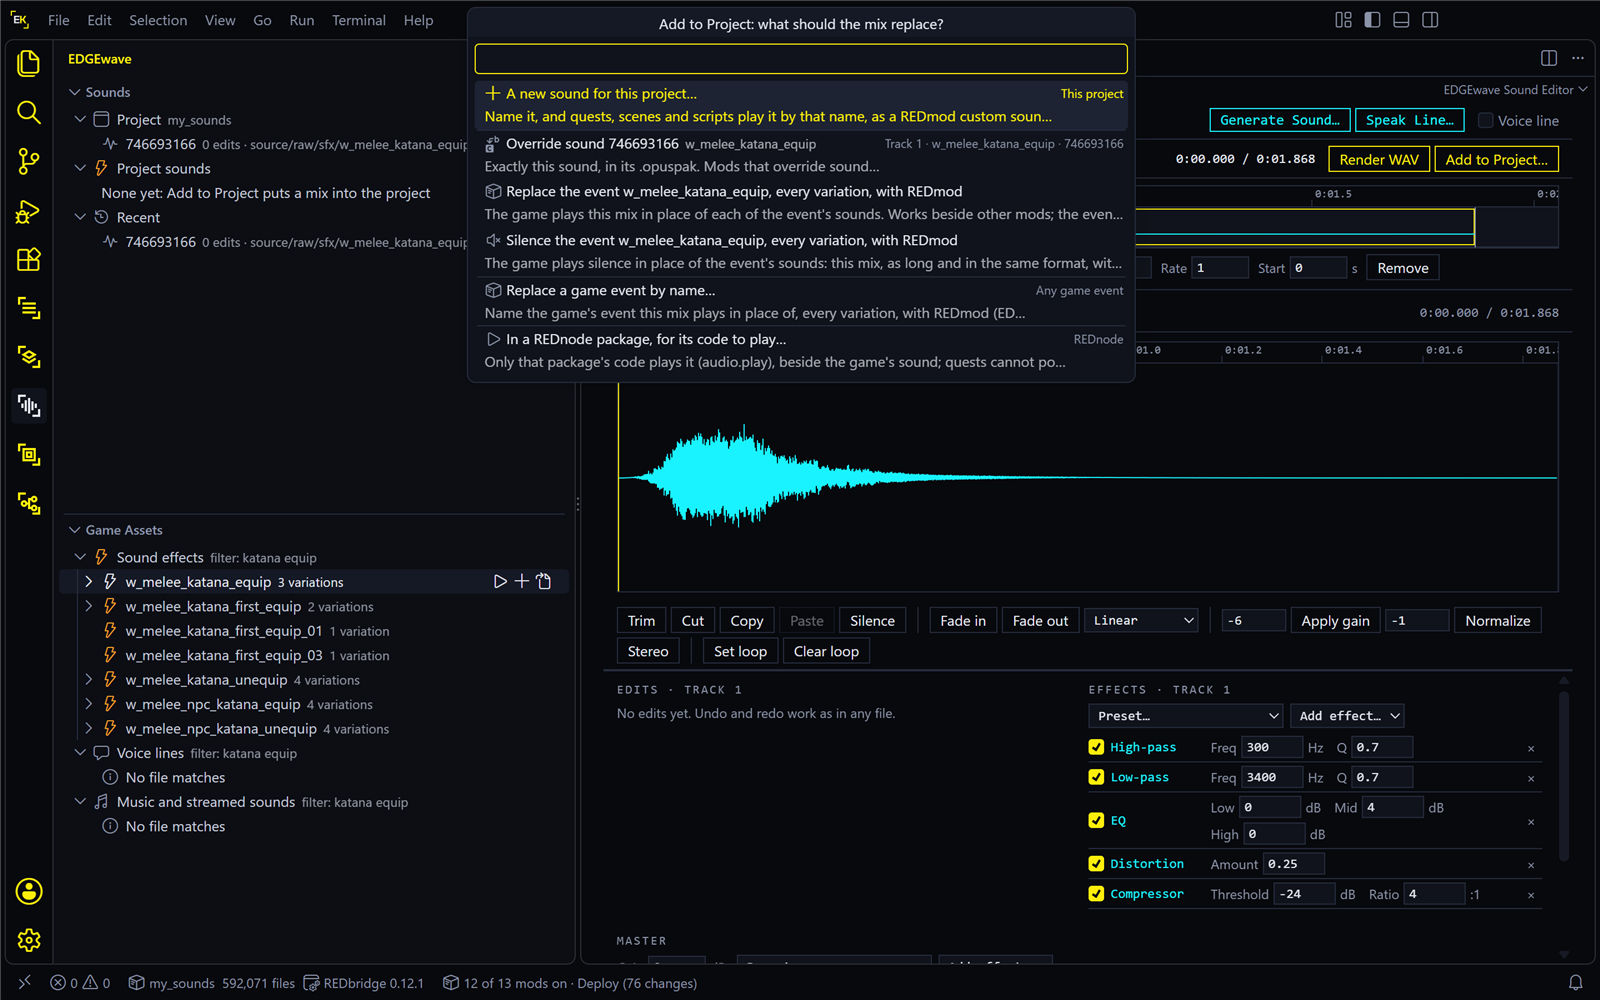 EK File Edit Selection View Go Run Terminal Help
Add to Project: what should the mix replace?
A new sound for this project... This project
Name it, and quests, scenes and scripts play it by that name, as a REDmod custom soun...
Override sound 746693166 w_melee_katana_equip Track 1 · w_melee_katana_equip · 746693166
Exactly this sound, in its .opuspak. Mods that override sound...
Replace the event w_melee_katana_equip, every variation, with REDmod
The game plays this mix in place of each of the event's sounds. Works beside other mods; the even...
Silence the event w_melee_katana_equip, every variation, with REDmod
The game plays silence in place of the event's sounds: this mix, as long and in the same format, wit...
Replace a game event by name... Any game event
Name the game's event this mix plays in place of, every variation, with REDmod (ED...
In a REDnode package, for its code to play... REDnode
Only that package's code plays it (audio.play), beside the game's sound; quests cannot po...
EDGEwave
Sounds
Project my_sounds
746693166 0 edits · source/raw/sfx/w_melee_katana_equip
Project sounds
None yet: Add to Project puts a mix into the project
Recent
746693166 0 edits · source/raw/sfx/w_melee_katana_equip
Game Assets
Sound effects filter: katana equip
w_melee_katana_equip 3 variations
w_melee_katana_first_equip 2 variations
w_melee_katana_first_equip_01 1 variation
w_melee_katana_first_equip_03 1 variation
w_melee_katana_unequip 4 variations
w_melee_npc_katana_equip 4 variations
w_melee_npc_katana_unequip 4 variations
Voice lines filter: katana equip
No file matches
Music and streamed sounds filter: katana equip
No file matches
EDGEwave Sound Editor
Generate Sound… Speak Line… Voice line
0:00.000 / 0:01.868 Render WAV Add to Project…
0:01.5
Rate 1 Start 0 s Remove
0:00.000 / 0:01.868
01.0 0:01.2 0:01.4 0:01.6
Trim Cut Copy Paste Silence Fade in Fade out Linear -6 Apply gain -1 Normalize
Stereo Set loop Clear loop
EDITS · TRACK 1
No edits yet. Undo and redo work as in any file.
EFFECTS · TRACK 1
Preset… Add effect…
High-pass Freq 300 Hz Q 0.7 ×
Low-pass Freq 3400 Hz Q 0.7 ×
EQ Low 0 dB Mid 4 dB ×
High 0 dB
Distortion Amount 0.25 ×
Compressor Threshold -24 dB Ratio 4 :1 ×
MASTER
0 0 my_sounds 592,071 files REDbridge 0.12.1 12 of 13 mods on · Deploy (76 changes)